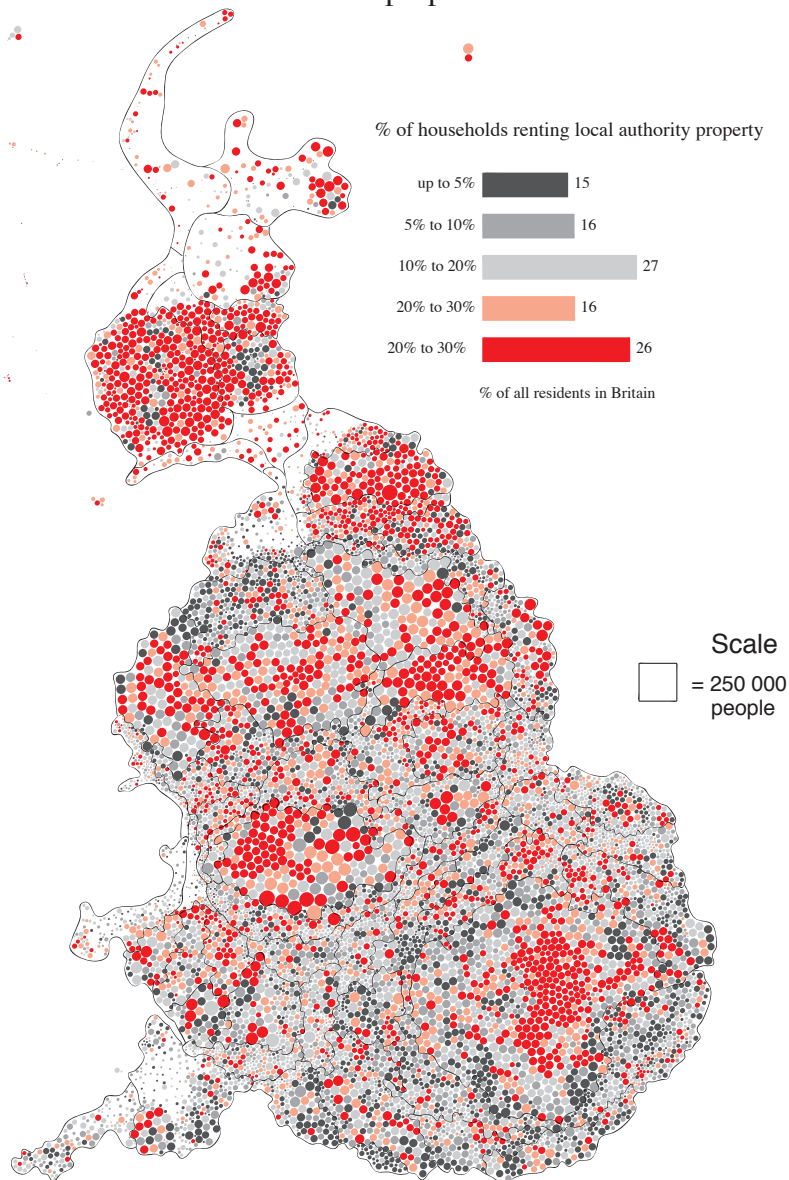 % of households renting local authority property
up to 5% 15
5% to 10% 16
10% to 20% 27
20% to 30% 16
20% to 30% 26
% of all residents in Britain
Scale
= 250 000
people